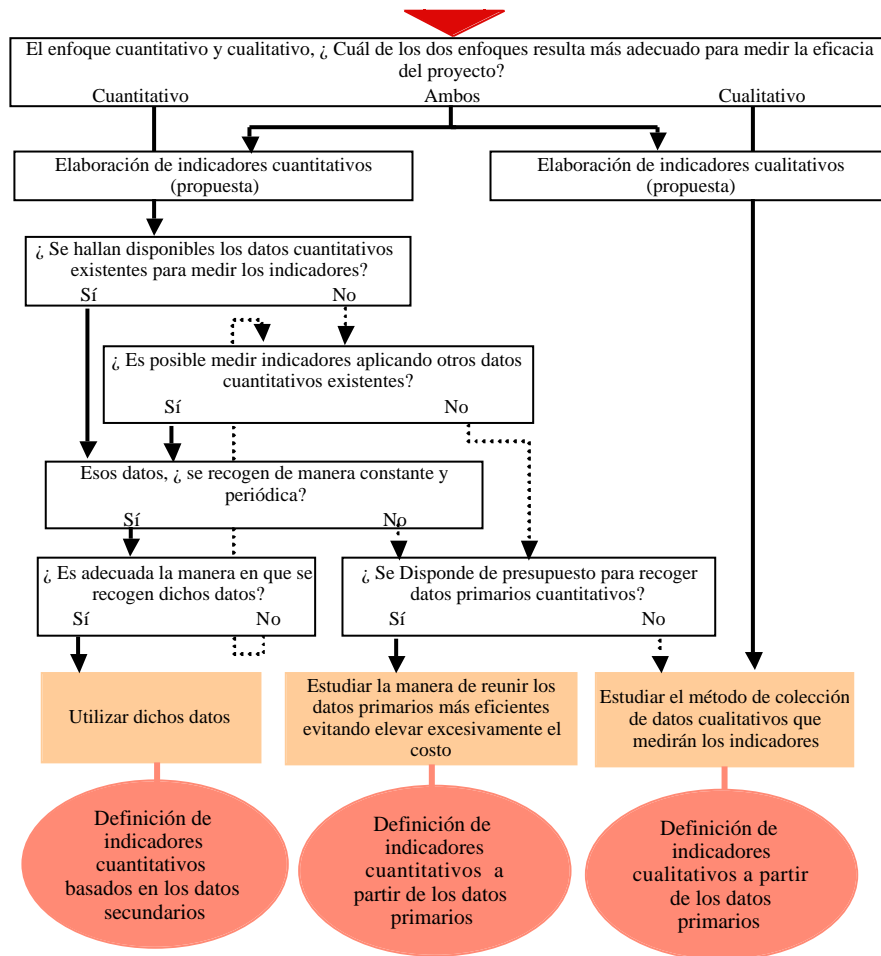 El enfoque cuantitativo y cualitativo, ¿ Cuál de los dos enfoques resulta más adecuado para medir la eficacia
del proyecto?
Cuantitativo Ambos Cualitativo
Elaboración de indicadores cuantitativos
(propuesta)
Elaboración de indicadores cualitativos
(propuesta)
¿ Se hallan disponibles los datos cuantitativos
existentes para medir los indicadores?
Sí No
¿ Es posible medir indicadores aplicando otros datos
cuantitativos existentes?
Sí No
Esos datos, ¿ se recogen de manera constante y
periódica?
Sí No
¿ Es adecuada la manera en que se
recogen dichos datos?
Sí No
¿ Se Disponde de presupuesto para recoger
datos primarios cuantitativos?
Sí No
Utilizar dichos datos
Estudiar la manera de reunir los
datos primarios más eficientes
evitando elevar excesivamente el
costo
Estudiar el método de colección
de datos cualitativos que
medirán los indicadores
Definición de
indicadores
cuantitativos
basados en los datos
secundarios
Definición de
indicadores
cuantitativos a
partir de los datos
primarios
Definición de
indicadores
cualitativos a partir
de los datos
primarios